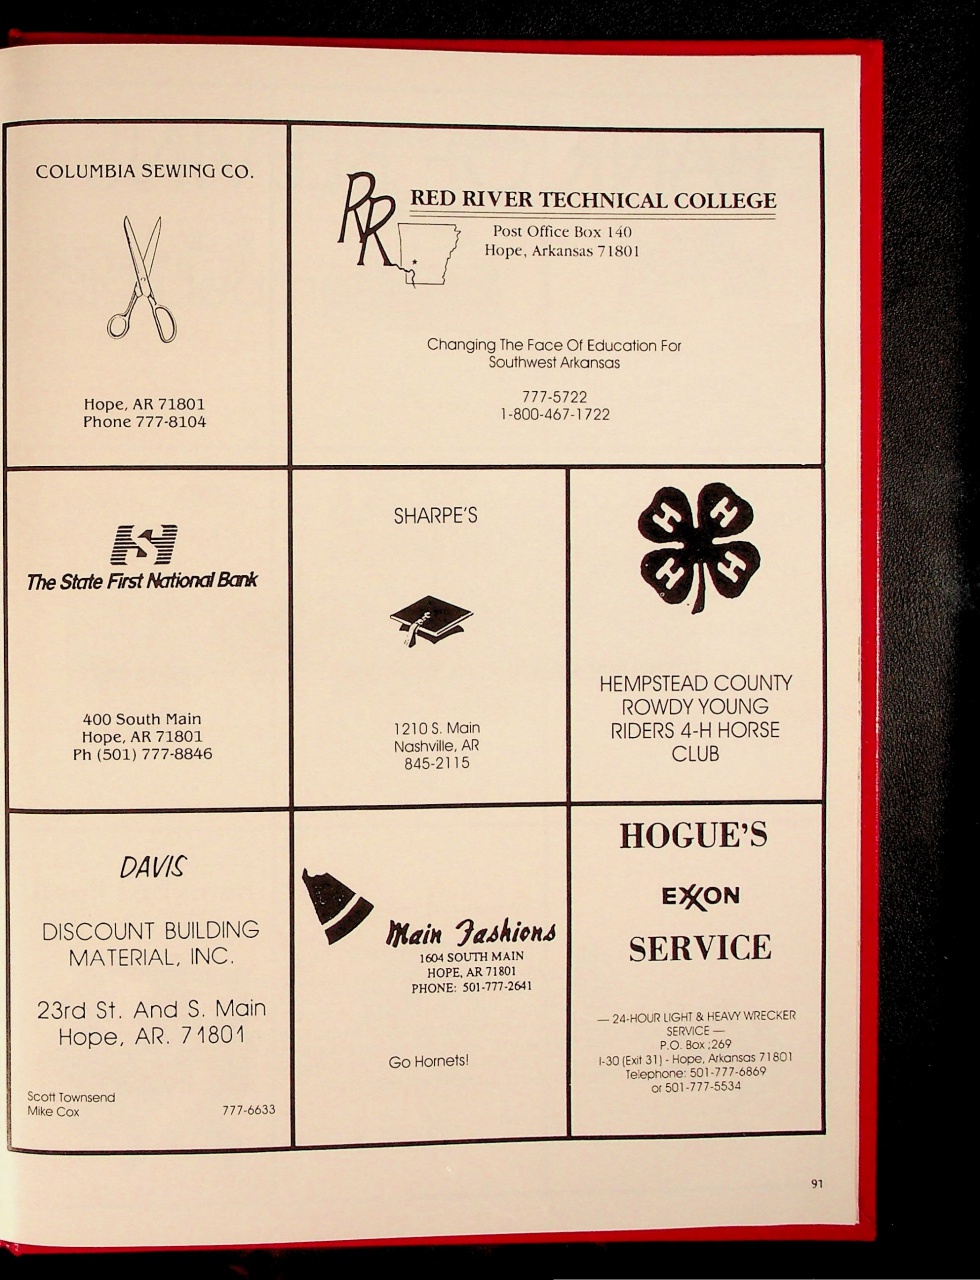 COLUMBIA SEWING CO.
Hope, AR 71801
Phone 777-8104
RR
RED RIVER TECHNICAL COLLEGE
Post Office Box 140
Hope, Arkansas 71801
Changing The Face Of Education For
Southwest Arkansas
777-5722
1-800-467-1722
The State First National Bank
400 South Main
Hope, AR 71801
Ph (501) 777-8846
SHARPE'S
1210 S. Main
Nashville, AR
845-2115
H H
H H
HEMPSTEAD COUNTY
ROWDY YOUNG
RIDERS 4-H HORSE
CLUB
DAVIS
DISCOUNT BUILDING
MATERIAL, INC.
23rd St. And S. Main
Hope, AR. 71801
Scott Townsend
Mike Cox 777-6633
Main Fashions
1604 SOUTH MAIN
HOPE, AR 71801
PHONE: 501-777-2641
Go Hornets!
HOGUE'S
EXXON
SERVICE
— 24-HOUR LIGHT & HEAVY WRECKER
SERVICE —
P.O. Box ;269
I-30 (Exit 31) - Hope, Arkansas 71801
Telephone: 501-777-6869
or 501-777-5534
91